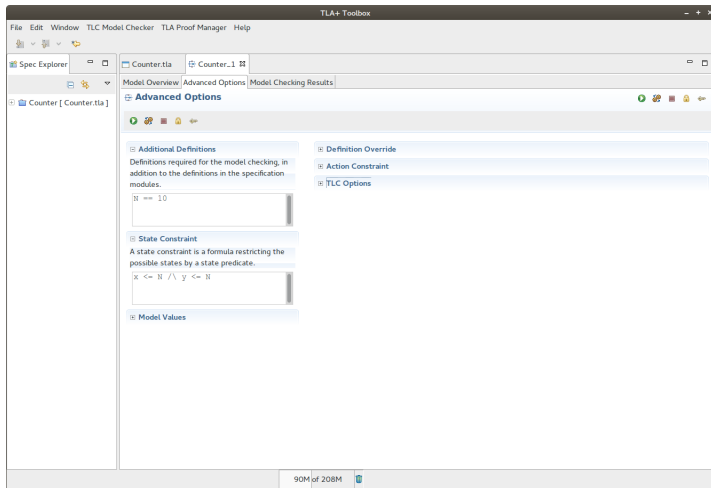 TLA+ Toolbox
File Edit Window TLC Model Checker TLA Proof Manager Help
Spec Explorer
Counter.tla
Counter_1
Model Overview Advanced Options Model Checking Results
Advanced Options
Counter [ Counter.tla ]
Additional Definitions
Definitions required for the model checking, in
addition to the definitions in the specification
modules.
N == 10
State Constraint
A state constraint is a formula restricting the
possible states by a state predicate.
x <= N /\ y <= N
Model Values
Definition Override
Action Constraint
TLC Options
90M of 208M